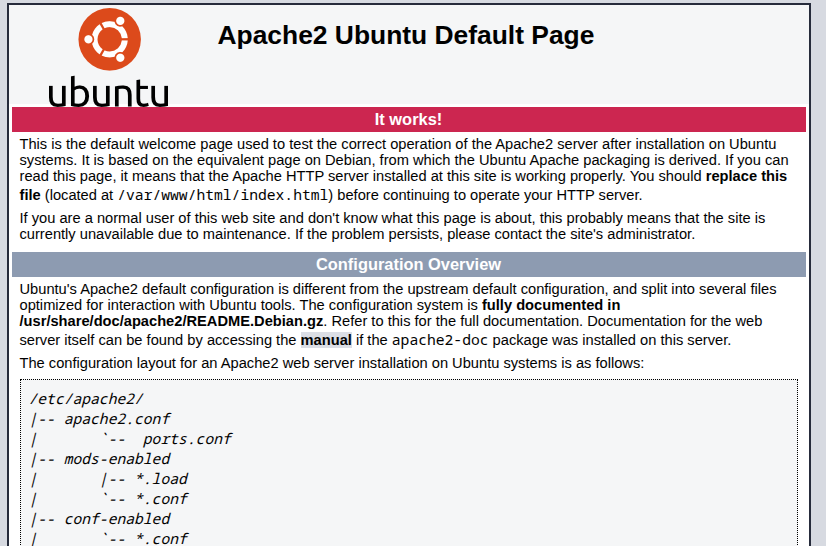 Apache2 Ubuntu Default Page
ubuntu
It works!
This is the default welcome page used to test the correct operation of the Apache2 server after installation on Ubuntu
systems. It is based on the equivalent page on Debian, from which the Ubuntu Apache packaging is derived. If you can
read this page, it means that the Apache HTTP server installed at this site is working properly. You should replace this
file (located at /var/www/html/index.html) before continuing to operate your HTTP server.
If you are a normal user of this web site and don't know what this page is about, this probably means that the site is
currently unavailable due to maintenance. If the problem persists, please contact the site's administrator.
Configuration Overview
Ubuntu's Apache2 default configuration is different from the upstream default configuration, and split into several files
optimized for interaction with Ubuntu tools. The configuration system is fully documented in
/usr/share/doc/apache2/README.Debian.gz. Refer to this for the full documentation. Documentation for the web
server itself can be found by accessing the manual if the apache2-doc package was installed on this server.
The configuration layout for an Apache2 web server installation on Ubuntu systems is as follows:
/etc/apache2/
|-- apache2.conf
|       `--  ports.conf
|-- mods-enabled
|       |-- *.load
|       `-- *.conf
|-- conf-enabled
|       `-- *.conf